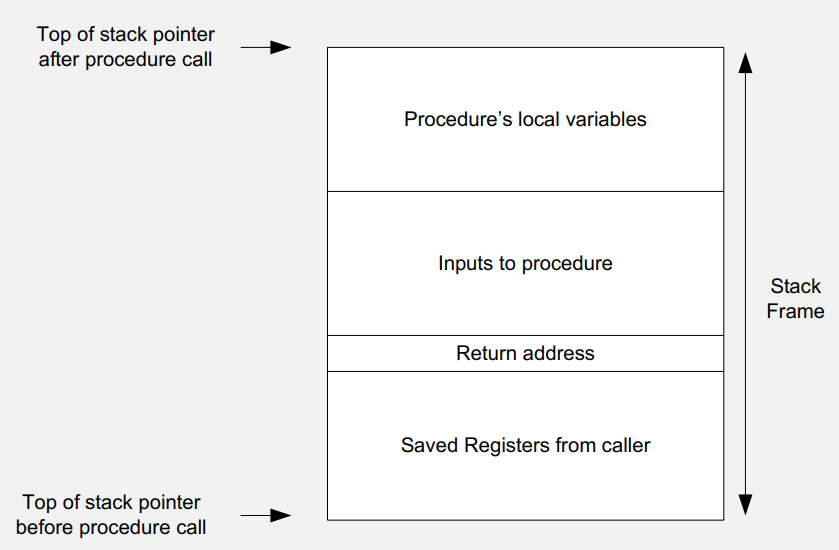 Top of stack pointer
after procedure call
Procedure’s local variables
Inputs to procedure
Stack
Frame
Return address
Saved Registers from caller
Top of stack pointer
before procedure call